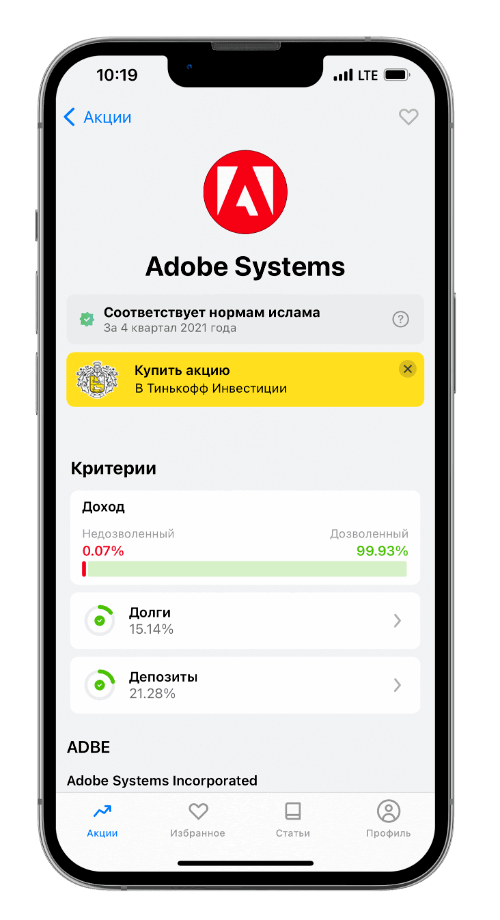 10:19
LTE
Акции
Adobe Systems
Соответствует нормам ислама
За 4 квартал 2021 года
?
Купить акцию
В Тинькофф Инвестиции
Критерии
Доход
Недозволенный
Дозволенный
0.07%
99.93%
Долги
15.14%
Депозиты
21.28%
ADBE
Adobe Systems Incorporated
Акции
Избранное
Статьи
Профиль